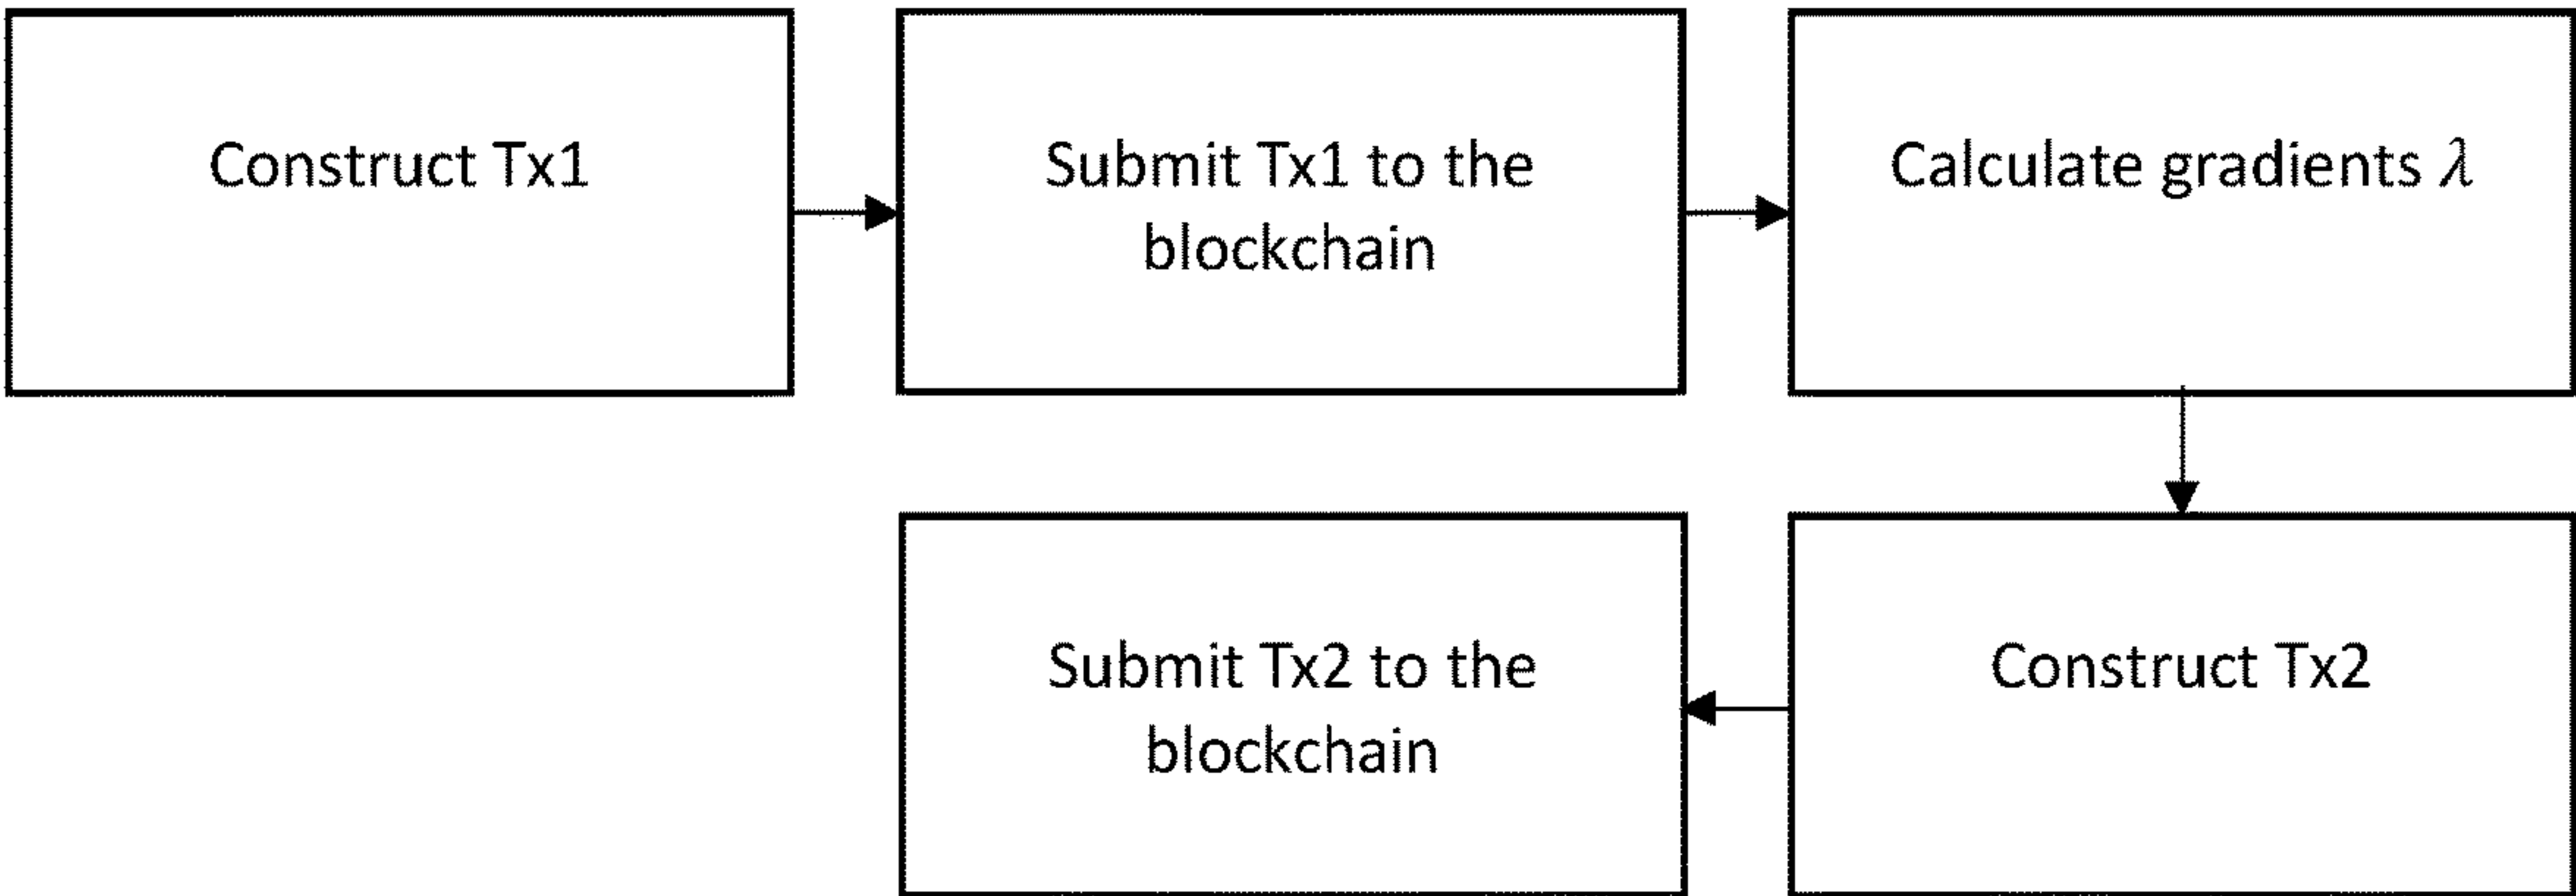 Construct Tx1
Submit Tx1 to the
blockchain
Calculate gradients λ
Construct Tx2
Submit Tx2 to the
blockchain